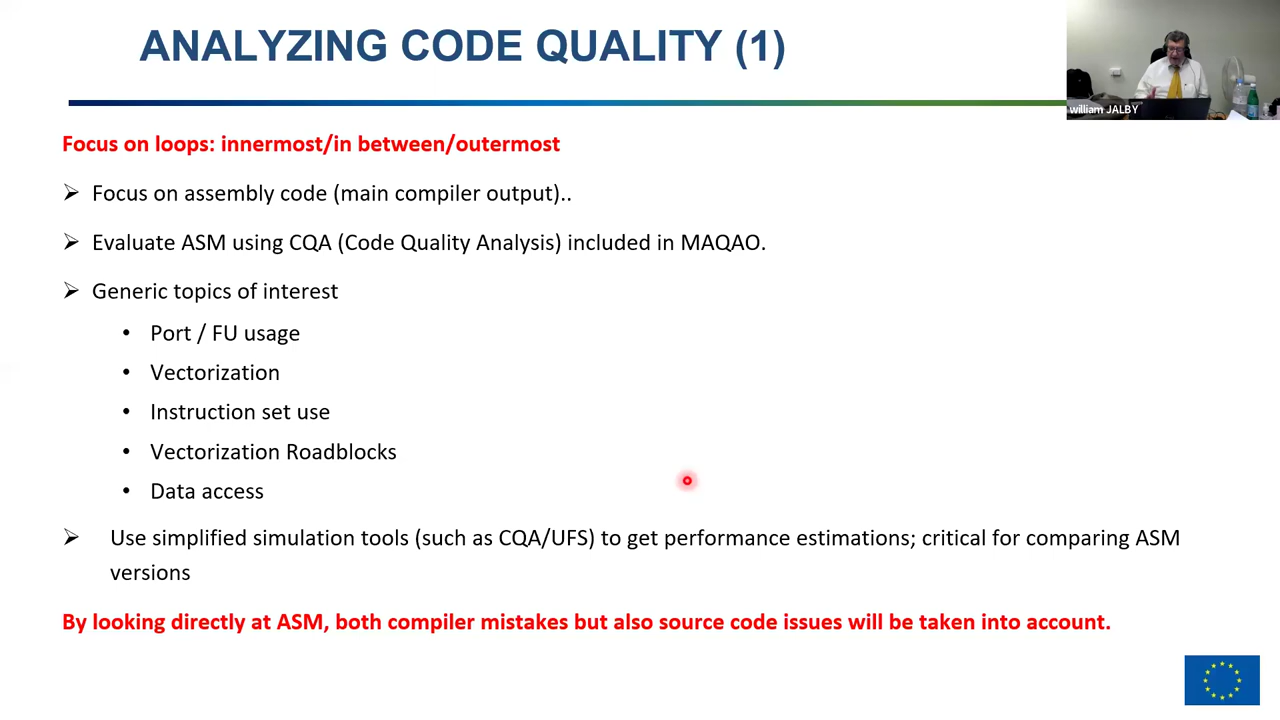 ANALYZING CODE QUALITY (1)
william JALBY
Focus on loops: innermost/in between/outermost
➢ Focus on assembly code (main compiler output)..
➢ Evaluate ASM using CQA (Code Quality Analysis) included in MAQAO.
➢ Generic topics of interest
• Port / FU usage
• Vectorization
• Instruction set use
• Vectorization Roadblocks
• Data access
➢ Use simplified simulation tools (such as CQA/UFS) to get performance estimations; critical for comparing ASM
versions
By looking directly at ASM, both compiler mistakes but also source code issues will be taken into account.